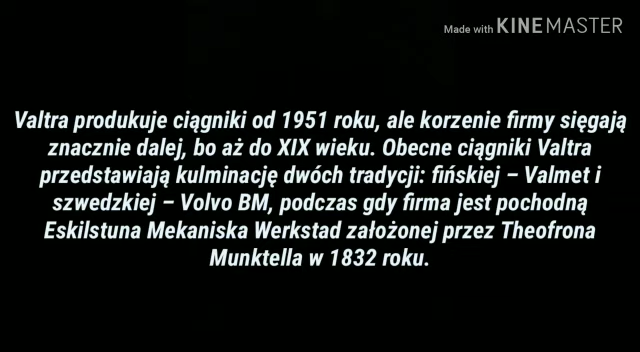 Made with KINEMASTER
Valtra produkuje ciągniki od 1951 roku, ale korzenie firmy sięgają
znacznie dalej, bo aż do XIX wieku. Obecne ciągniki Valtra
przedstawiają kulminację dwóch tradycji: fińskiej – Valmet i
szwedzkiej – Volvo BM, podczas gdy firma jest pochodną
Eskilstuna Mekaniska Werkstad założonej przez Theofrona
Munktella w 1832 roku.